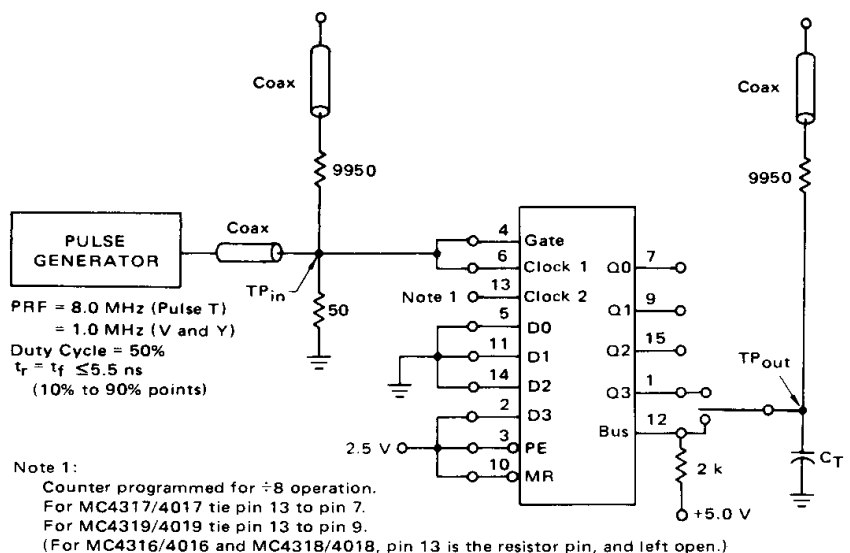 Coax
Coax
9950
9950
PULSE
GENERATOR
Coax
TPin
50
PRF = 8.0 MHz (Pulse T)
= 1.0 MHz (V and Y)
Duty Cycle = 50%
tr = tf ≤5.5 ns
(10% to 90% points)
4 Gate
6 Clock 1
Note 1 13 Clock 2
5 D0
11 D1
14 D2
2 D3
2.5 V 3 PE
10 MR
Q0 7
Q1 9
Q2 15
Q3 1
Bus 12
TPout
CT
2 k
+5.0 V
Note 1:
Counter programmed for ÷8 operation.
For MC4317/4017 tie pin 13 to pin 7.
For MC4319/4019 tie pin 13 to pin 9.
(For MC4316/4016 and MC4318/4018, pin 13 is the resistor pin, and left open.)